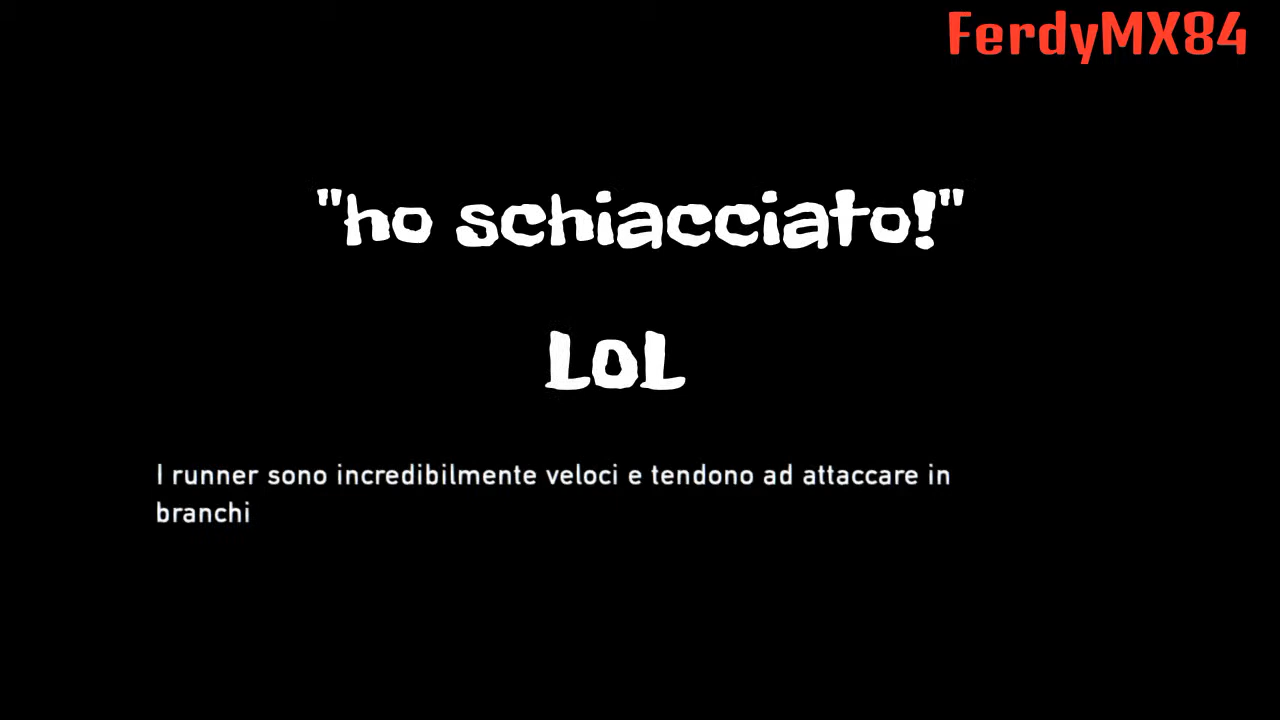 FerdyMX84
"ho schiacciato!"
LOL
I runner sono incredibilmente veloci e tendono ad attaccare in
branchi